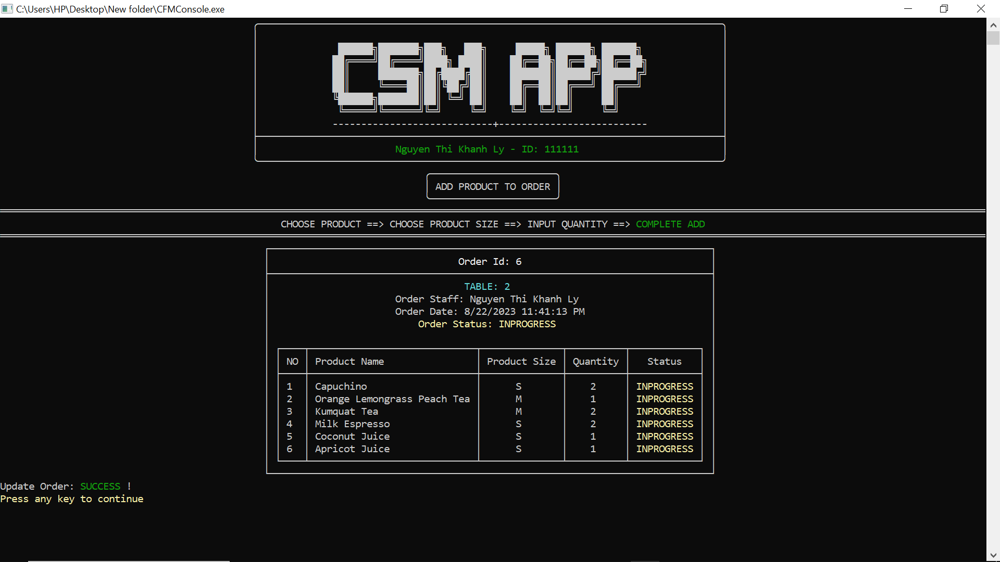 C:\Users\HP\Desktop\New folder\CFMConsole.exe
CSM APP
----------------------------+--------------------------
Nguyen Thi Khanh Ly - ID: 111111
ADD PRODUCT TO ORDER
CHOOSE PRODUCT ==> CHOOSE PRODUCT SIZE ==> INPUT QUANTITY ==> COMPLETE ADD
Order Id: 6
TABLE: 2
Order Staff: Nguyen Thi Khanh Ly
Order Date: 8/22/2023 11:41:13 PM
Order Status: INPROGRESS
NO Product Name Product Size Quantity Status
1 Capuchino S 2 INPROGRESS
2 Orange Lemongrass Peach Tea M 1 INPROGRESS
3 Kumquat Tea M 2 INPROGRESS
4 Milk Espresso S 2 INPROGRESS
5 Coconut Juice S 1 INPROGRESS
6 Apricot Juice S 1 INPROGRESS
Update Order: SUCCESS !
Press any key to continue